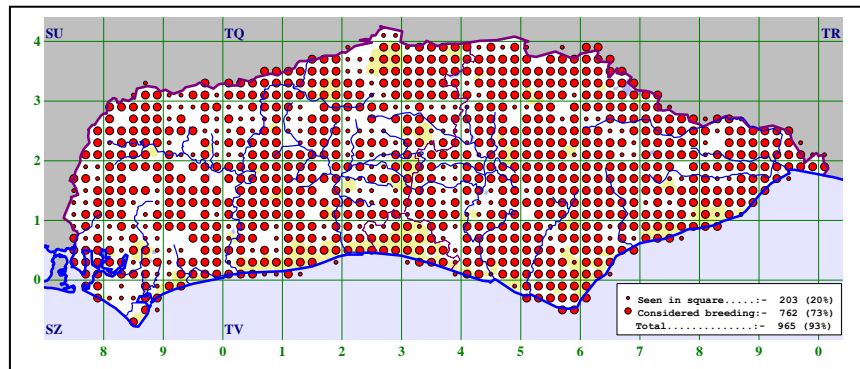 SU TQ TR
4
3
2
1
0
Seen in square.....:- 203 (20%)
Considered breeding:- 762 (73%)
Total..............:- 965 (93%)
SZ TV
8 9 0 1 2 3 4 5 6 7 8 9 0